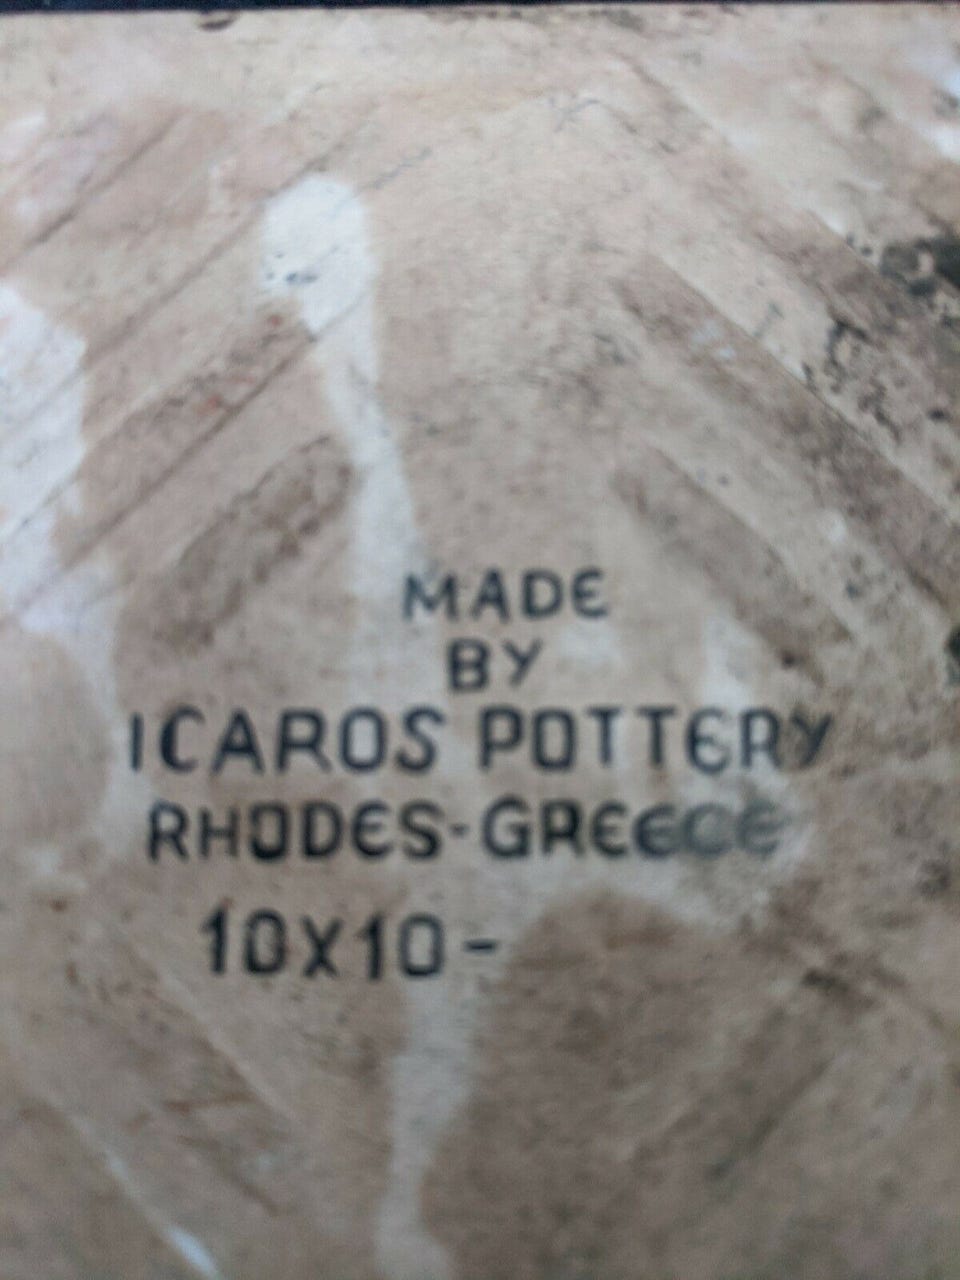 MADE
BY
ICAROS POTTERY
RHODES-GREECE
10X10-